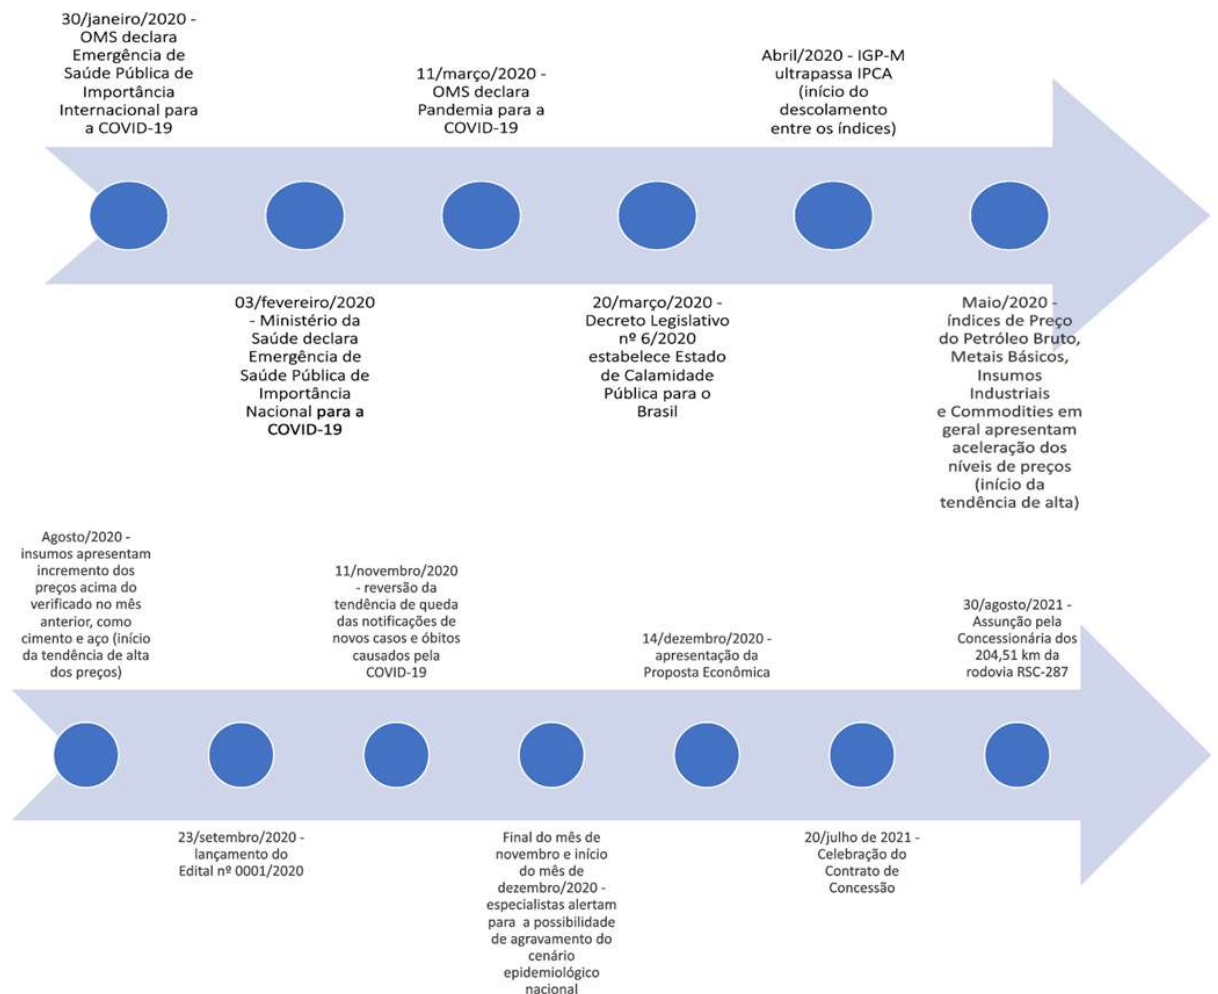 30/janeiro/2020 -
OMS declara
Emergência de
Saúde Pública de
Importância
Internacional para
a COVID-19
03/fevereiro/2020
- Ministério da
Saúde declara
Emergência de
Saúde Pública de
Importância
Nacional para a
COVID-19
11/março/2020 -
OMS declara
Pandemia para a
COVID-19
20/março/2020 -
Decreto Legislativo
nº 6/2020
estabelece Estado
de Calamidade
Pública para o
Brasil
Abril/2020 - IGP-M
ultrapassa IPCA
(início do
descolamento
entre os índices)
Maio/2020 -
índices de Preço
do Petróleo Bruto,
Metais Básicos,
Insumos
Industriais
e Commodities em
geral apresentam
aceleração dos
níveis de preços
(início da
tendência de alta)
Agosto/2020 -
insumos apresentam
incremento dos
preços acima do
verificado no mês
anterior, como
cimento e aço (início
da tendência de alta
dos preços)
23/setembro/2020 -
lançamento do
Edital nº 0001/2020
11/novembro/2020
- reversão da
tendência de queda
das notificações de
novos casos e óbitos
causados pela
COVID-19
Final do mês de
novembro e início
do mês de
dezembro/2020 -
especialistas alertam
para a possibilidade
de agravamento do
cenário
epidemiológico
nacional
14/dezembro/2020 -
apresentação da
Proposta Econômica
20/julho de 2021 -
Celebração do
Contrato de
Concessão
30/agosto/2021 -
Assunção pela
Concessionária dos
204,51 km da
rodovia RSC-287